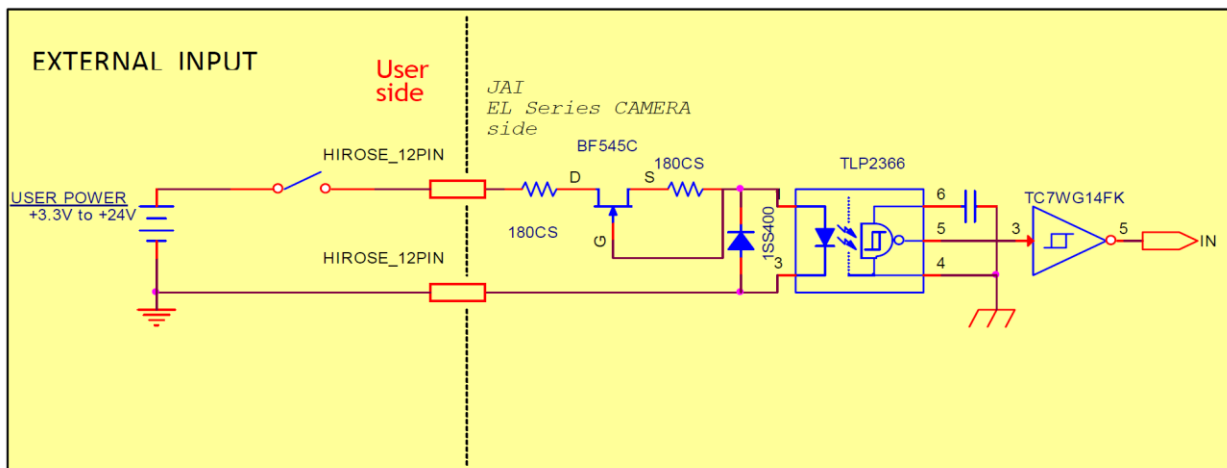 EXTERNAL INPUT
User
side
JAI
EL Series CAMERA
side
HIROSE_12PIN
BF545C
D
S
180CS
G
180CS
1SS400
TLP2366
6
5
4
3
TC7WG14FK
3
5
IN
USER POWER
+3.3V to +24V
HIROSE_12PIN